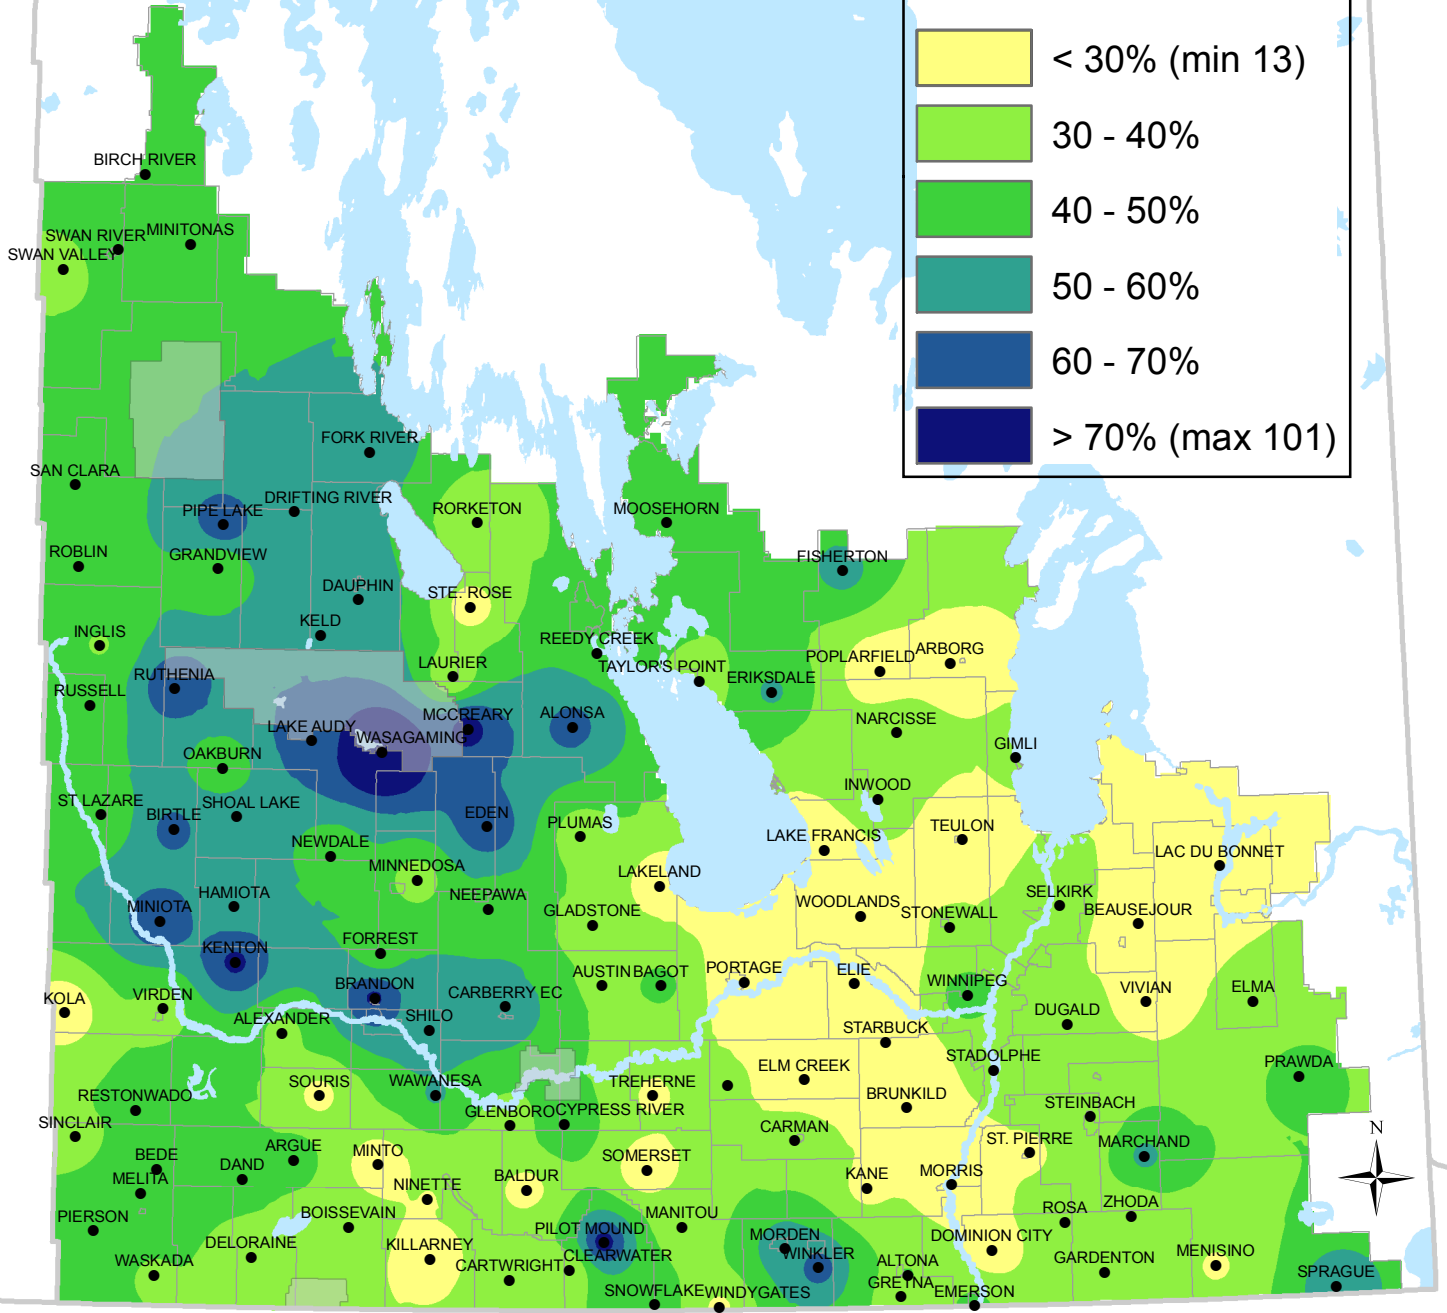 < 30% (min 13)
30 - 40%
40 - 50%
50 - 60%
60 - 70%
> 70% (max 101)
BIRCH RIVER
SWAN RIVER
MINITONAS
SWAN VALLEY
FORK RIVER
SAN CLARA
DRIFTING RIVER
PIPE LAKE
RORKETON
MOOSEHORN
ROBLIN
GRANDVIEW
FISHERTON
DAUPHIN
STE. ROSE
KELD
INGLIS
REEDY CREEK
LAURIER
TAYLOR'S POINT
POPLARFIELD
ARBORG
RUTHENIA
ERIKSDALE
RUSSELL
LAKE AUDY
MCCREARY
ALONSA
NARCISSE
WASAGAMING
GIMLI
OAKBURN
INWOOD
ST LAZARE
SHOAL LAKE
BIRTLE
EDEN
PLUMAS
TEULON
LAKE FRANCIS
NEWDALE
LAC DU BONNET
MINNEDOSA
LAKELAND
HAMIOTA
NEEPAWA
SELKIRK
MINIOTA
GLADSTONE
WOODLANDS
STONEWALL
BEAUSEJOUR
KENTON
FORREST
PORTAGE
ELIE
AUSTIN
BAGOT
BRANDON
CARBERRY EC
WINNIPEG
VIVIAN
ELMA
KOLA
VIRDEN
DUGALD
ALEXANDER
SHILO
STARBUCK
STADOLPHE
PRAWDA
ELM CREEK
SOURIS
WAWANESA
TREHERNE
RESTONWADO
BRUNKILD
STEINBACH
GLENBORO
CYPRESS RIVER
SINCLAIR
CARMAN
N
ST. PIERRE
MARCHAND
ARGUE
MINTO
SOMERSET
BEDE
DAND
BALDUR
KANE
MORRIS
MELITA
NINETTE
ROSA
ZHODA
PIERSON
BOISSEVAIN
MANITOU
PILOT MOUND
MORDEN
DOMINION CITY
DELORAINE
KILLARNEY
CLEARWATER
WINKLER
MENISINO
WASKADA
CARTWRIGHT
ALTONA
GARDENTON
SPRAGUE
GRETNA
SNOWFLAKE
WINDYGATES
EMERSON